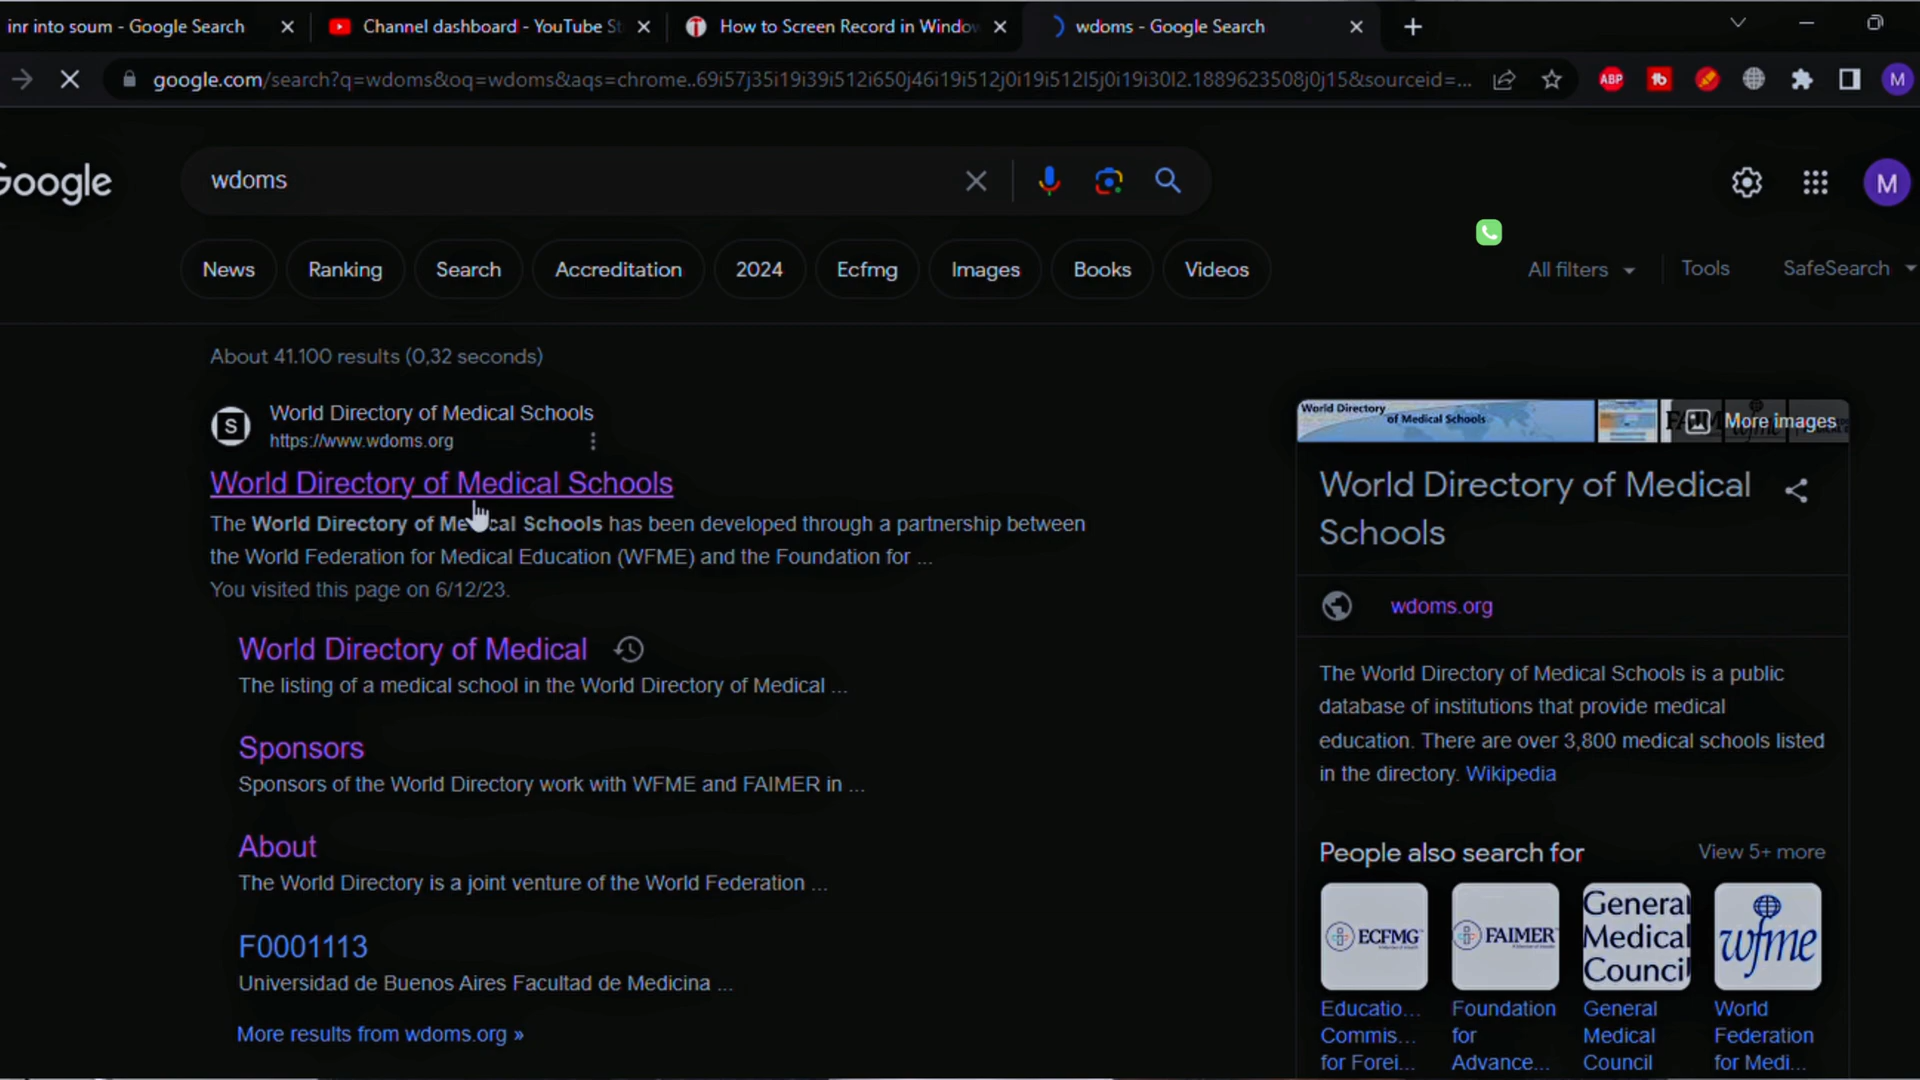 inr into soum - Google Search
Channel dashboard - YouTube St
How to Screen Record in Window
wdoms - Google Search
google.com/search?q=wdoms&oq=wdoms&aqs=chrome..69i57j35i19i39i512i650j46i19i512j0i19i512l5j0i19i30l2.1889623508j0j15&sourceid=...
ABP
M
Google
wdoms
M
News
Ranking
Search
Accreditation
2024
Ecfmg
Images
Books
Videos
All filters
Tools
SafeSearch
About 41.100 results (0,32 seconds)
S
World Directory of Medical Schools
https://www.wdoms.org
World Directory of Medical Schools
The World Directory of Medical Schools has been developed through a partnership between
the World Federation for Medical Education (WFME) and the Foundation for ...
You visited this page on 6/12/23.
World Directory of Medical
The listing of a medical school in the World Directory of Medical ...
Sponsors
Sponsors of the World Directory work with WFME and FAIMER in ...
About
The World Directory is a joint venture of the World Federation ...
F0001113
Universidad de Buenos Aires Facultad de Medicina ...
More results from wdoms.org »
World Directory
of Medical Schools
More images
World Directory of Medical
Schools
wdoms.org
The World Directory of Medical Schools is a public
database of institutions that provide medical
education. There are over 3,800 medical schools listed
in the directory. Wikipedia
People also search for
View 5+ more
ECFMG
FAIMER
General
Medical
Council
wfme
Educatio...
Commis...
for Forei...
Foundation
for
Advance...
General
Medical
Council
World
Federation
for Medi...